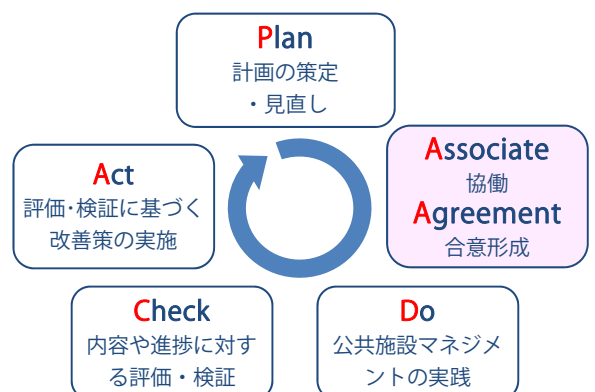 Plan
計画の策定
・見直し
Associate
協働
Agreement
合意形成
Do
公共施設マネジメ
ントの実践
Check
内容や進捗に対す
る評価・検証
Act
評価･検証に基づく
改善策の実施